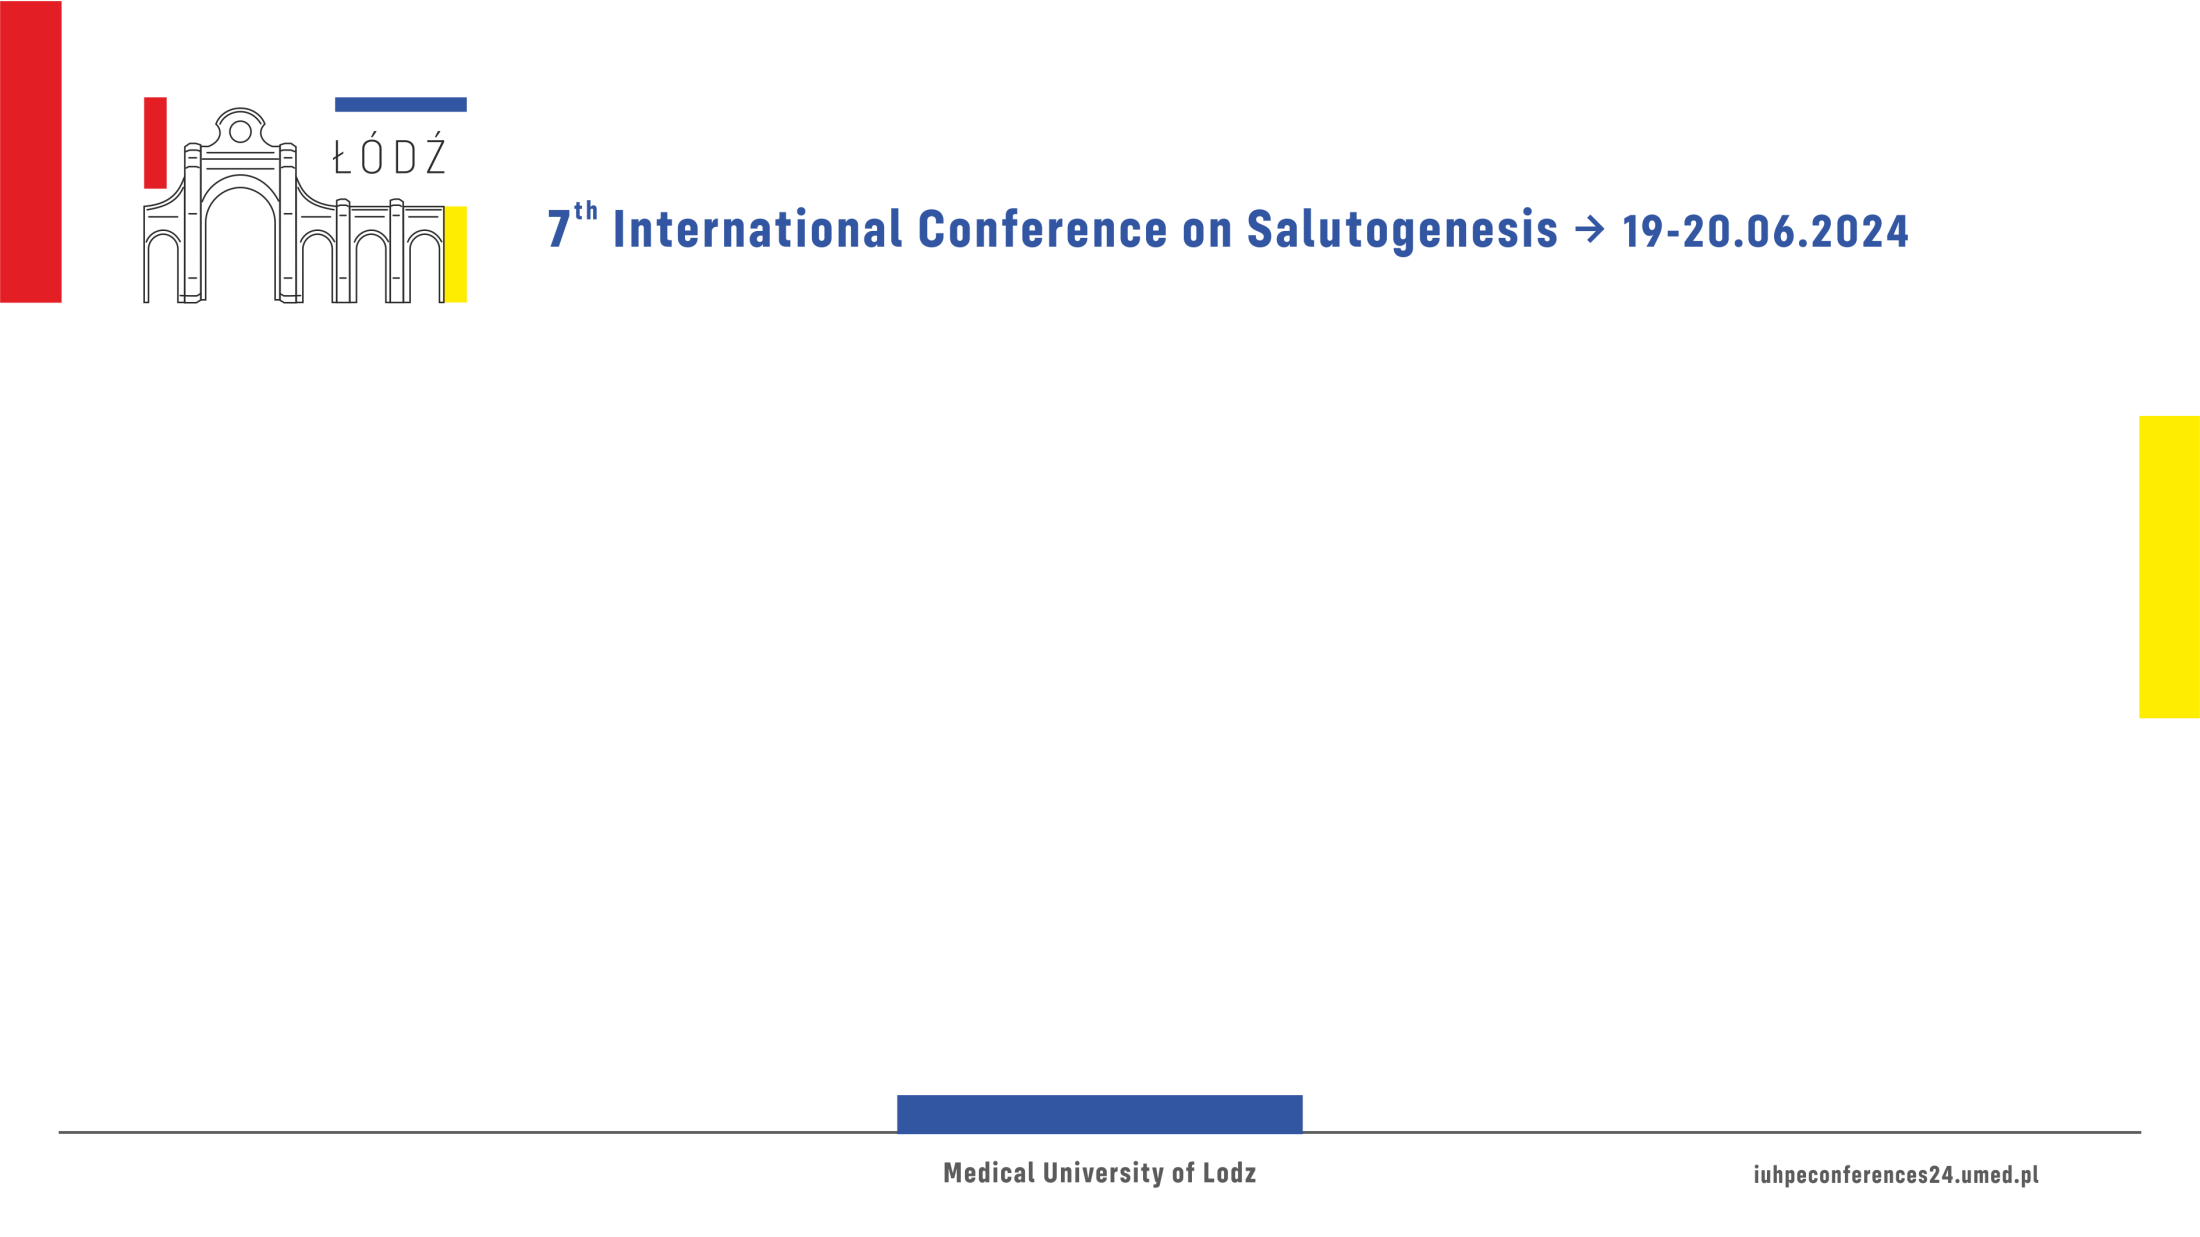 ŁÓDŹ
7th International Conference on Salutogenesis → 19-20.06.2024
Medical University of Lodz
iuhpeconferences24.umed.pl